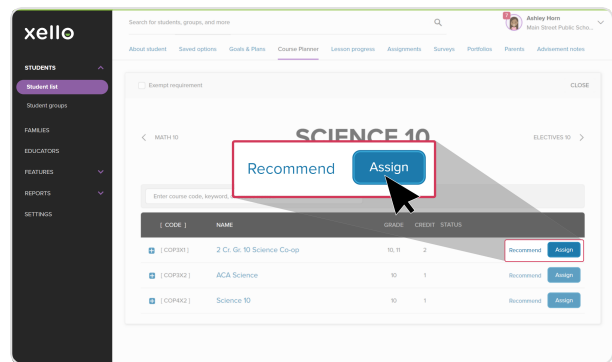 xello
Search for students, groups, and more
Ashley Horn
Main Street Public Scho...
About student Saved options Goals & Plans Course Planner Lesson progress Assignments Surveys Portfolios Parents Advisement notes
STUDENTS
Student list
Student groups
FAMILIES
EDUCATORS
FEATURES
REPORTS
SETTINGS
Exempt requirement
CLOSE
MATH 10
SCIENCE 10
ELECTIVES 10
Recommend Assign
Enter course code, keyword,
[ CODE ] NAME GRADE CREDIT STATUS
[ COP3X1 ] 2 Cr. Gr. 10 Science Co-op 10, 11 2 Recommend Assign
[ COP3X2 ] ACA Science 10 1 Recommend Assign
[ COP4X2 ] Science 10 10 1 Recommend Assign